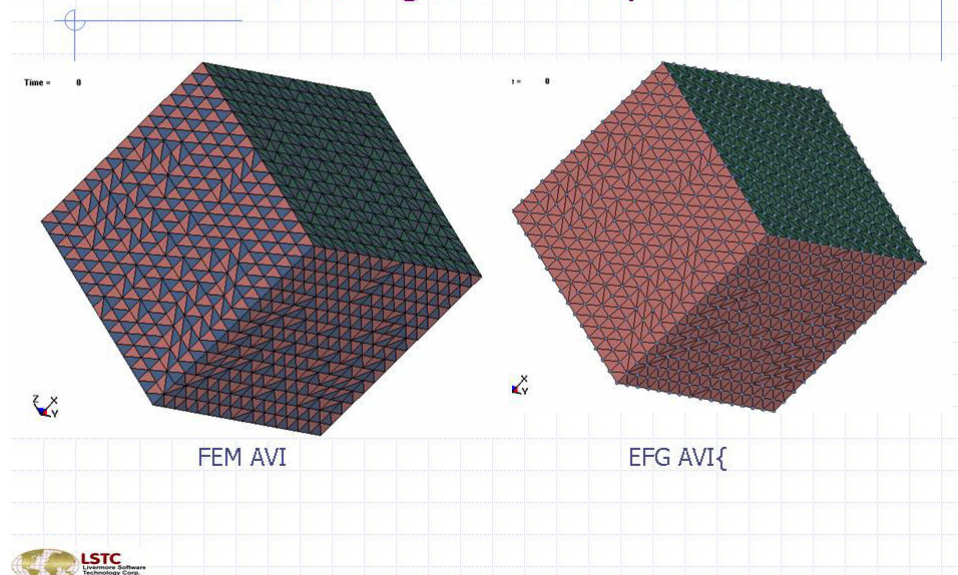 Time = 0
ı = 0
Z X
Y
X
Y
FEM AVI
EFG AVI{
LSTC
Livermore Software
Technology Corp.